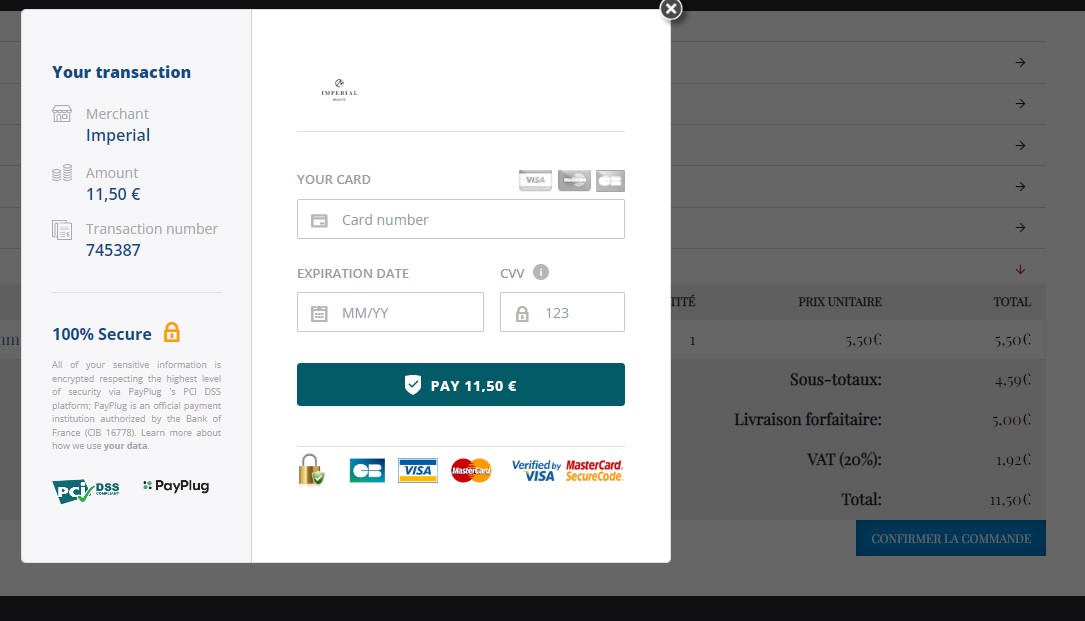 Your transaction
Merchant
Imperial
Amount
11,50 €
Transaction number
745387
100% Secure
All of your sensitive information is
encrypted respecting the highest level
of security via PayPlug 's PCI DSS
platform; PayPlug is an official payment
institution authorized by the Bank of
France (CIB 16778). Learn more about
how we use your data.
PCI DSS
COMPLIANT
PayPlug
IMPERIAL
YOUR CARD
VISA MasterCard CB
Card number
EXPIRATION DATE CVV i
MM/YY 123
PAY 11,50 €
CB VISA MasterCard Verified by VISA MasterCard. SecureCode.
TITÉ PRIX UNITAIRE TOTAL
1 5,50€ 5,50€
Sous-totaux: 4,59€
Livraison forfaitaire: 5,00€
VAT (20%): 1,92€
Total: 11,50€
CONFIRMER LA COMMANDE